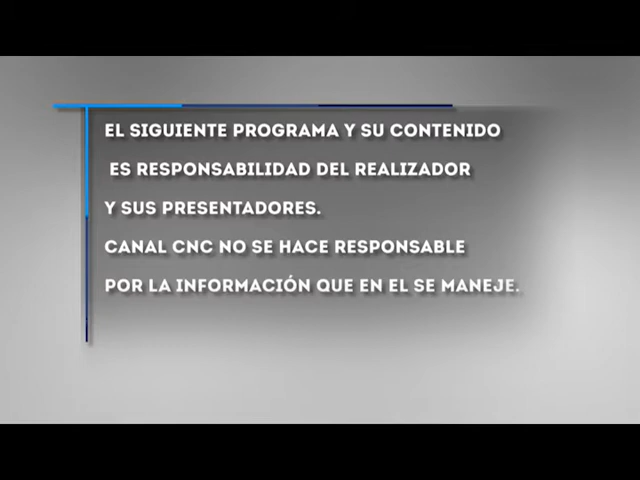 EL SIGUIENTE PROGRAMA Y SU CONTENIDO
ES RESPONSABILIDAD DEL REALIZADOR
Y SUS PRESENTADORES.
CANAL CNC NO SE HACE RESPONSABLE
POR LA INFORMACIÓN QUE EN EL SE MANEJE.